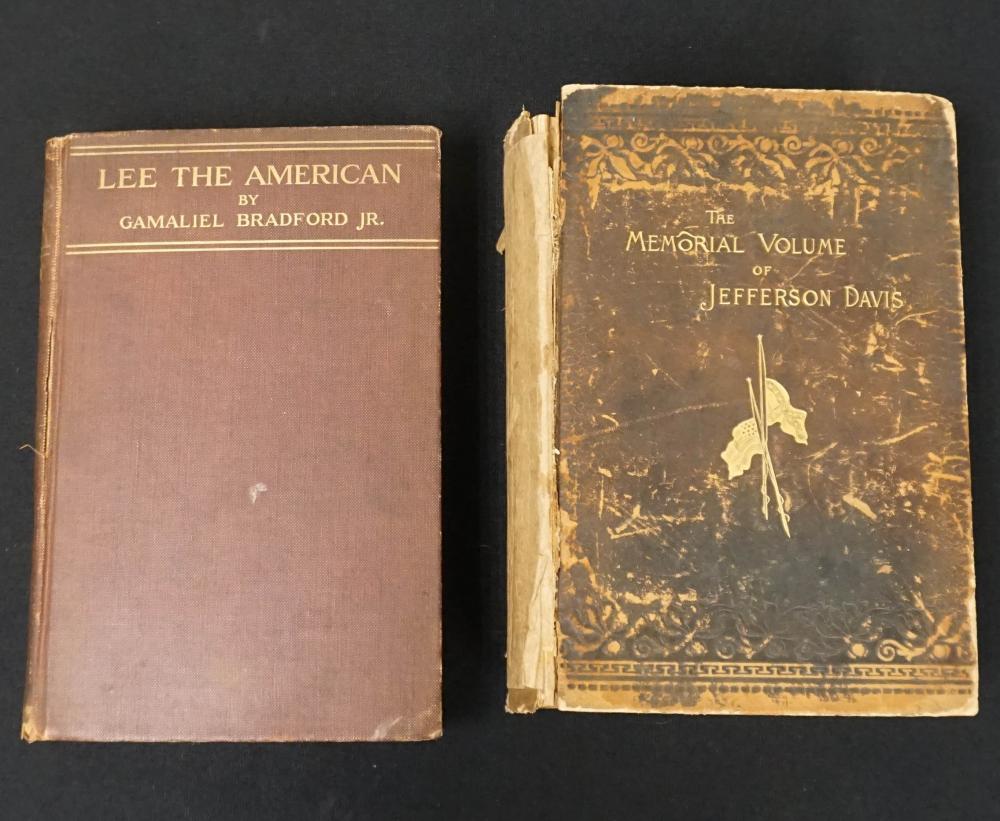 LEE THE AMERICAN
BY
GAMALIEL BRADFORD JR.
THE
MEMORIAL VOLUME
OF
JEFFERSON DAVIS